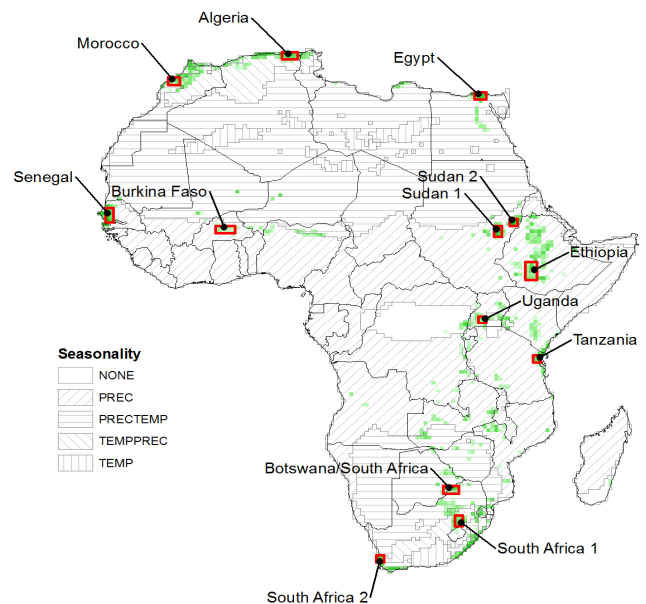 Algeria
Morocco
Egypt
Sudan 2
Senegal
Burkina Faso
Sudan 1
Ethiopia
Uganda
Tanzania
Seasonality
NONE
PREC
PRECTEMP
TEMPPREC
TEMP
Botswana/South Africa
South Africa 1
South Africa 2